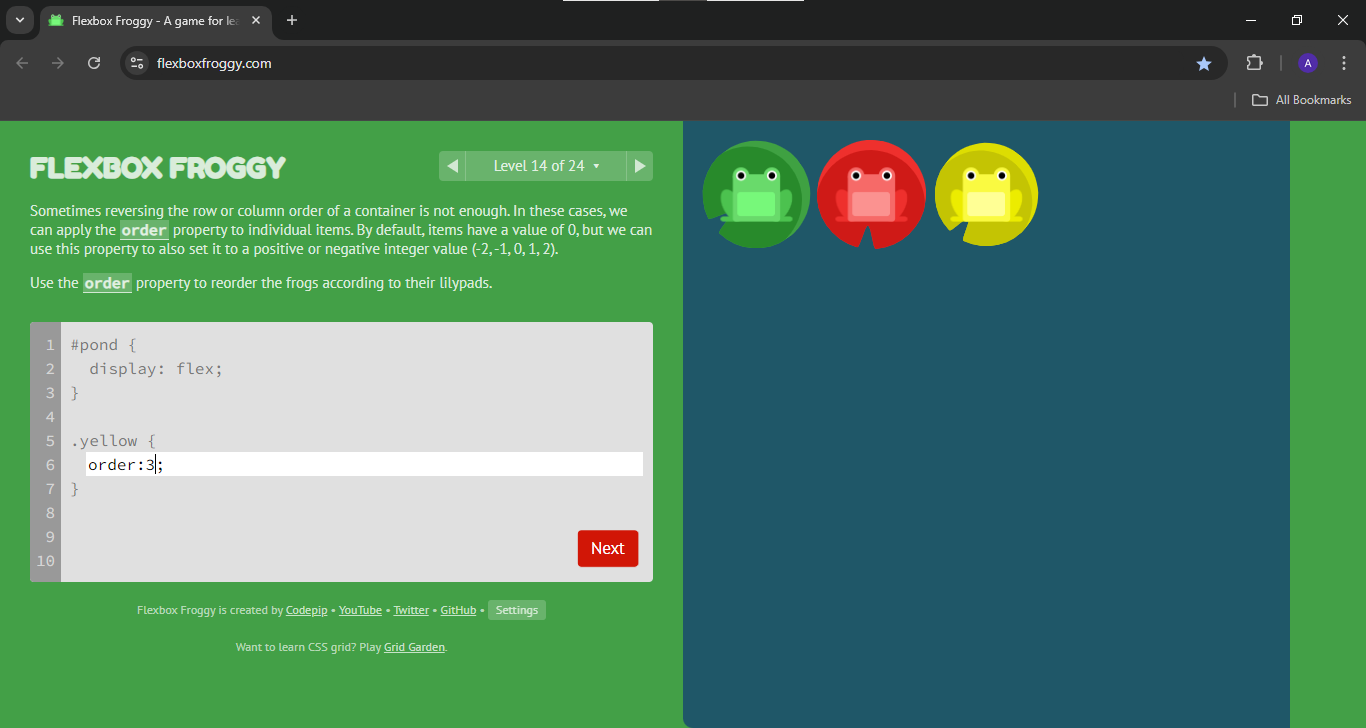 Flexbox Froggy - A game for le
flexboxfroggy.com
A
All Bookmarks
FLEXBOX FROGGY
Level 14 of 24
Sometimes reversing the row or column order of a container is not enough. In these cases, we
can apply the order property to individual items. By default, items have a value of 0, but we can
use this property to also set it to a positive or negative integer value (-2, -1, 0, 1, 2).
Use the order property to reorder the frogs according to their lilypads.
1 #pond {
2 display: flex;
3 }
4
5 .yellow {
6 order:3;
7 }
8
9
10
Next
Flexbox Froggy is created by Codepip • YouTube • Twitter • GitHub • Settings
Want to learn CSS grid? Play Grid Garden.